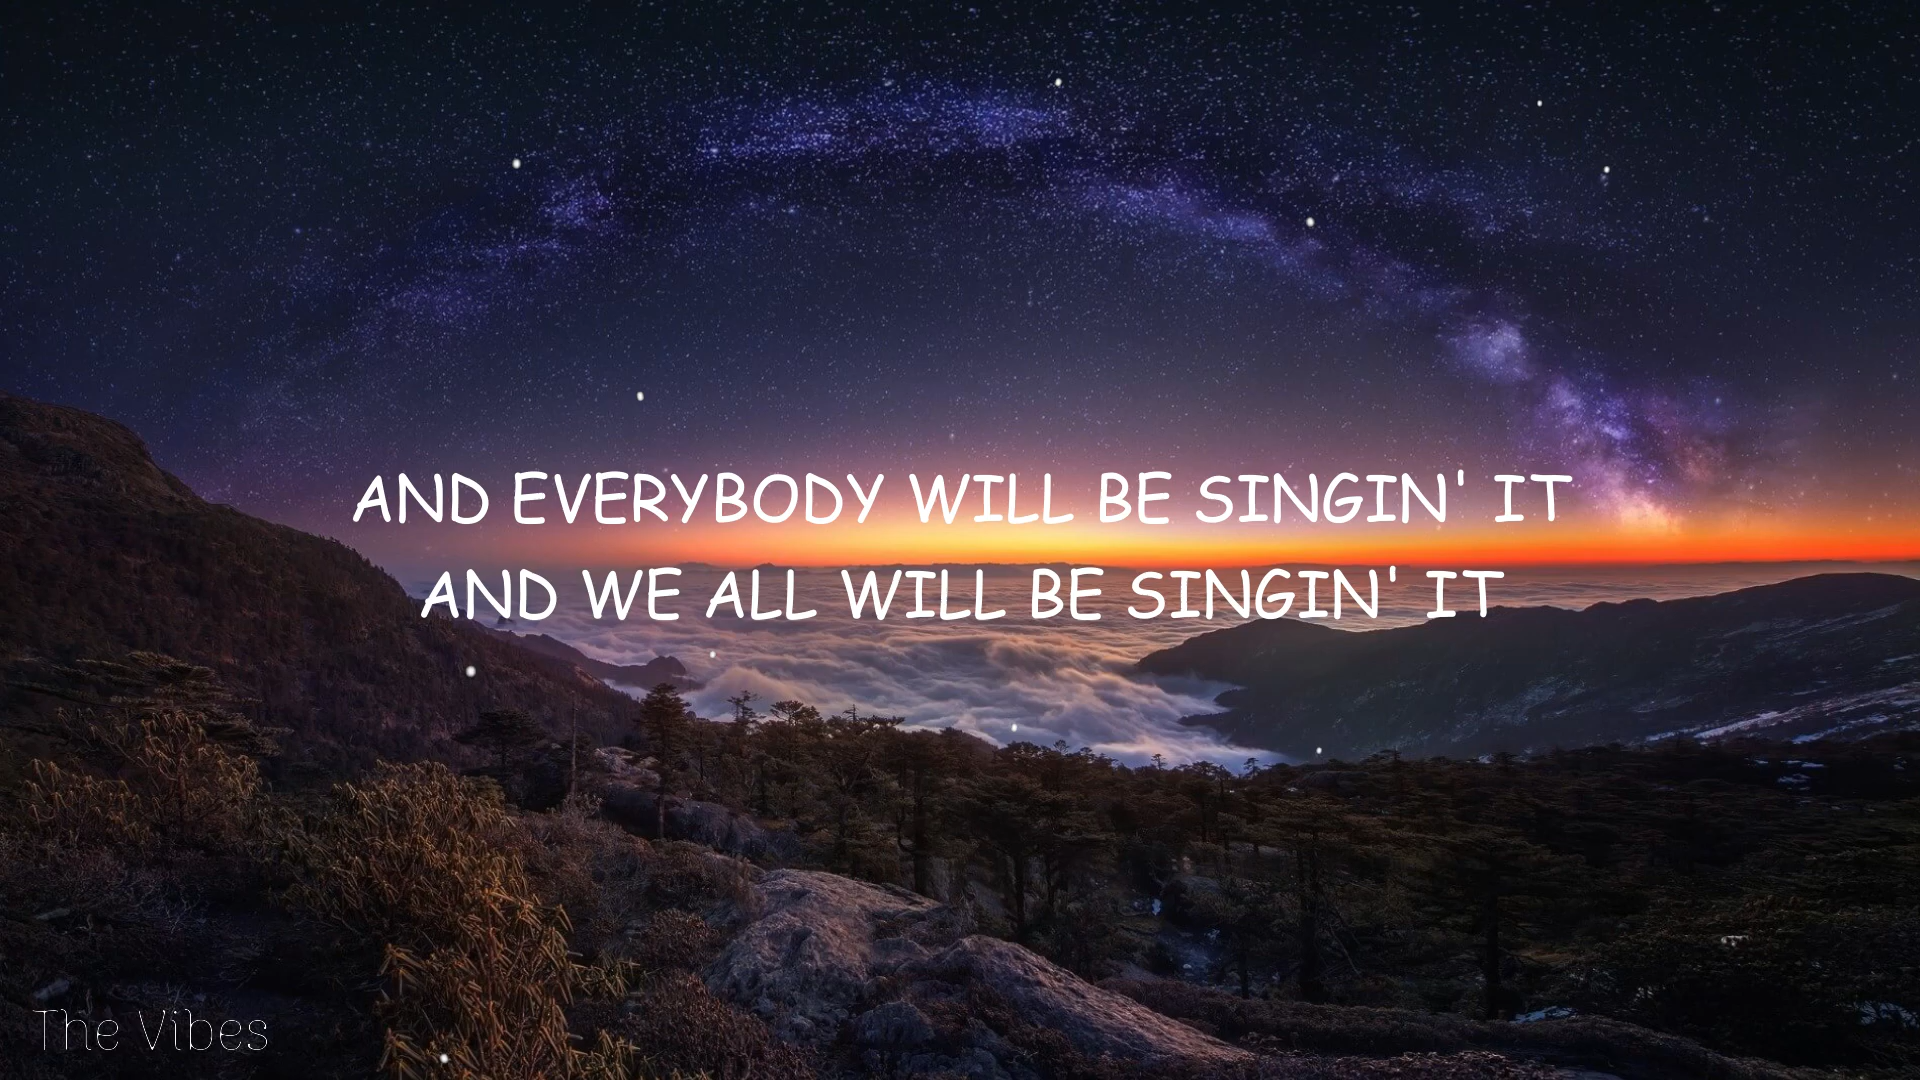 AND EVERYBODY WILL BE SINGIN' IT
AND WE ALL WILL BE SINGIN' IT
The Vibes